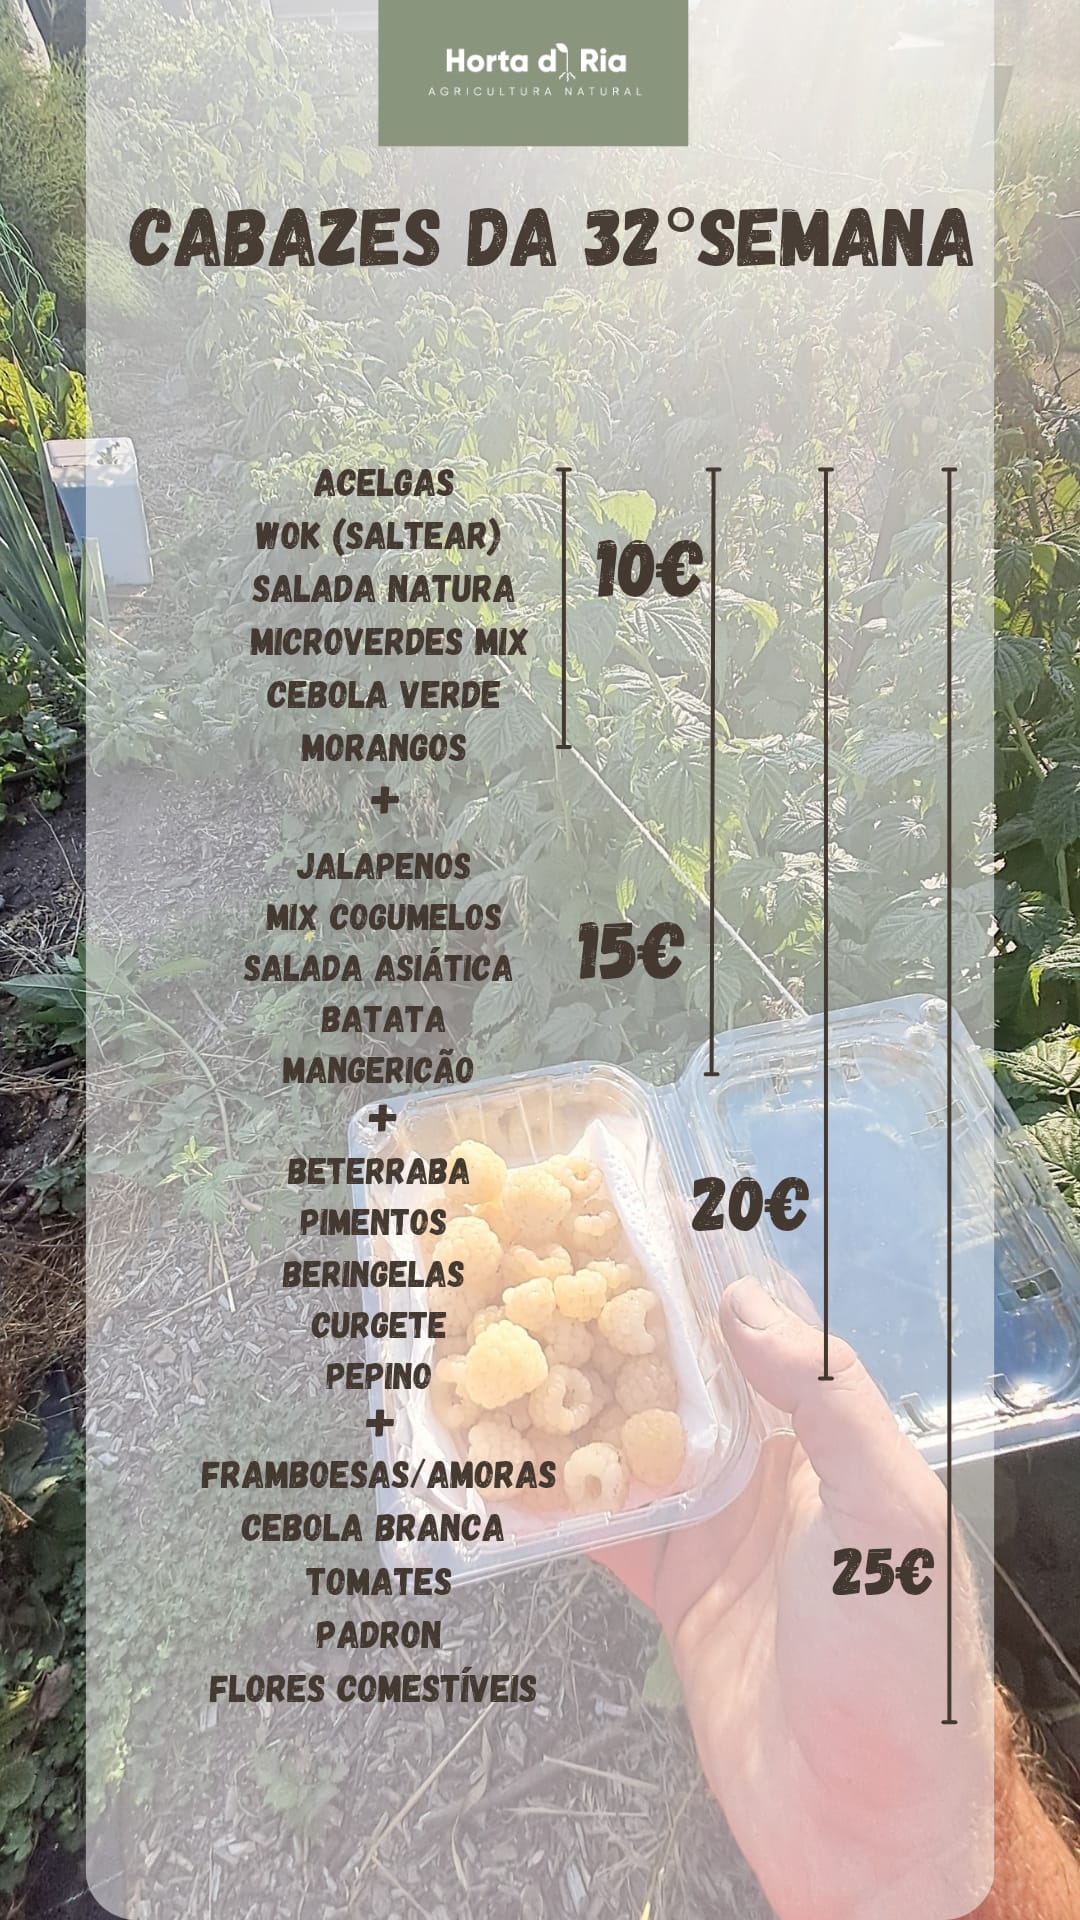 Horta d Ria
AGRICULTURA NATURAL
CABAZES DA 32°SEMANA
ACELGAS
WOK (SALTEAR)
SALADA NATURA
10€
MICROVERDES MIX
CEBOLA VERDE
MORANGOS
+
JALAPENOS
MIX COGUMELOS
15€
SALADA ASIÁTICA
BATATA
MANGERICÃO
+
BETERRABA
20€
PIMENTOS
BERINGELAS
CURGETE
PEPINO
+
FRAMBOESAS/AMORAS
CEBOLA BRANCA
25€
TOMATES
PADRON
FLORES COMESTÍVEIS